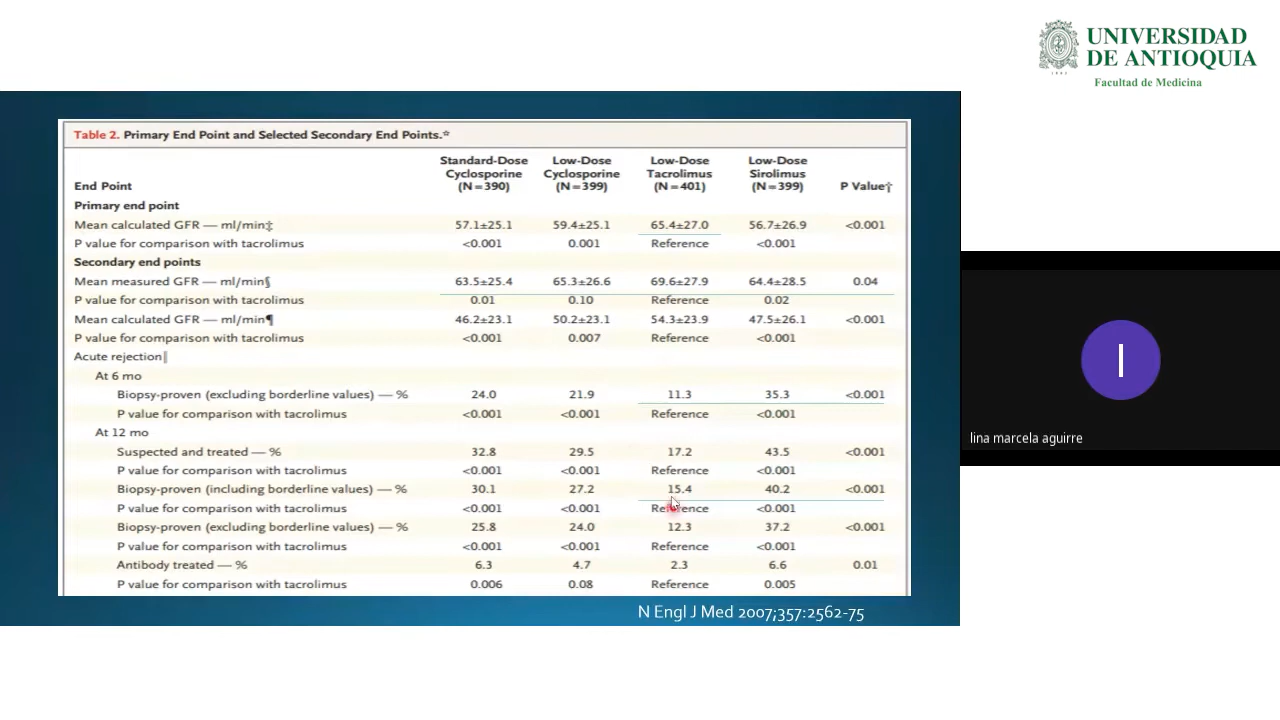 UNIVERSIDAD
DE ANTIOQUIA
1803
Facultad de Medicina
Table 2. Primary End Point and Selected Secondary End Points.*
End Point Standard-Dose Cyclosporine (N=390) Low-Dose Cyclosporine (N=399) Low-Dose Tacrolimus (N=401) Low-Dose Sirolimus (N=399) P Value†
Primary end point
Mean calculated GFR — ml/min‡ 57.1±25.1 59.4±25.1 65.4±27.0 56.7±26.9 <0.001
P value for comparison with tacrolimus <0.001 0.001 Reference <0.001
Secondary end points
Mean measured GFR — ml/min§ 63.5±25.4 65.3±26.6 69.6±27.9 64.4±28.5 0.04
P value for comparison with tacrolimus 0.01 0.10 Reference 0.02
Mean calculated GFR — ml/min¶ 46.2±23.1 50.2±23.1 54.3±23.9 47.5±26.1 <0.001
P value for comparison with tacrolimus <0.001 0.007 Reference <0.001
Acute rejection‖
At 6 mo
Biopsy-proven (excluding borderline values) — % 24.0 21.9 11.3 35.3 <0.001
P value for comparison with tacrolimus <0.001 <0.001 Reference <0.001
At 12 mo
Suspected and treated — % 32.8 29.5 17.2 43.5 <0.001
P value for comparison with tacrolimus <0.001 <0.001 Reference <0.001
Biopsy-proven (including borderline values) — % 30.1 27.2 15.4 40.2 <0.001
P value for comparison with tacrolimus <0.001 <0.001 Reference <0.001
Biopsy-proven (excluding borderline values) — % 25.8 24.0 12.3 37.2 <0.001
P value for comparison with tacrolimus <0.001 <0.001 Reference <0.001
Antibody treated — % 6.3 4.7 2.3 6.6 0.01
P value for comparison with tacrolimus 0.006 0.08 Reference 0.005
N Engl J Med 2007;357:2562-75
l
lina marcela aguirre